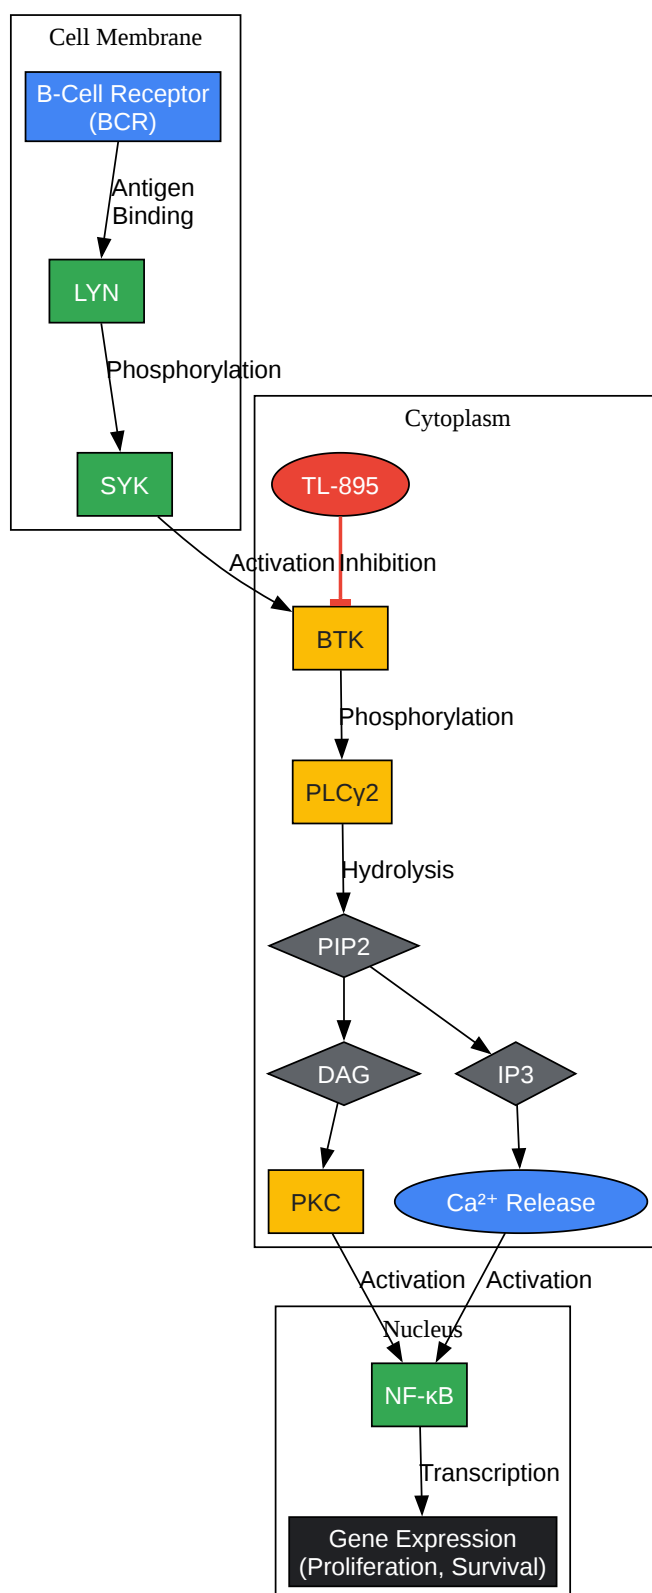 Cell Membrane
B-Cell Receptor
(BCR)
Antigen
Binding
LYN
Phosphorylation
SYK
Cytoplasm
TL-895
Activation
Inhibition
BTK
Phosphorylation
PLCγ2
Hydrolysis
PIP2
DAG
IP3
PKC
Ca²⁺ Release
Activation
Activation
Nucleus
NF-κB
Transcription
Gene Expression
(Proliferation, Survival)